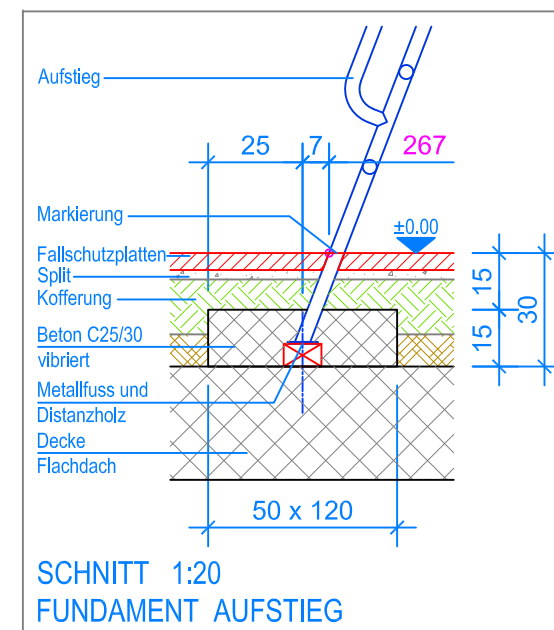 Aufstieg
25
7
267
Markierung
±0.00
Fallschutzplatten
Split
Kofferung
15
30
Beton C25/30
vibriert
15
Metallfuss und
Distanzholz
Decke
Flachdach
50 x 120
SCHNITT 1:20
FUNDAMENT AUFSTIEG